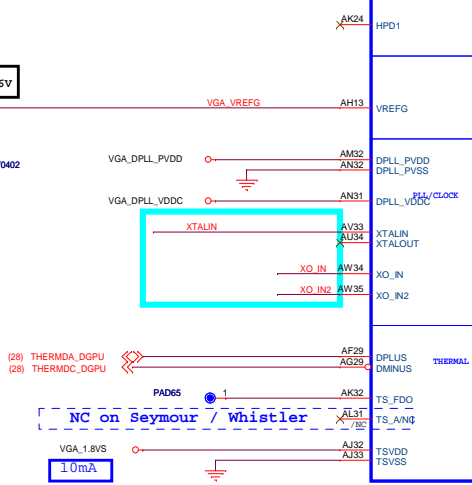 AK24
HPD1
5V
VGA_VREFG
AH13
VREFG
0402
VGA_DPLL_PVDD
AM32
DPLL_PVDD
AN32
DPLL_PVSS
VGA_DPLL_VDDC
AN31
DPLL_VDDC
PLL/CLOCK
XTALIN
AV33
XTALIN
AU34
XTALOUT
XO_IN
AW34
XO_IN
XO_IN2
AW35
XO_IN2
(28) THERMDA_DGPU
AF29
DPLUS
(28) THERMDC_DGPU
AG29
DMINUS
THERMAL
PAD65
1
AK32
TS_FDO
NC on Seymour / Whistler
AL31
/NC
TS_A/NC
VGA_1.8VS
AJ32
TSVDD
AJ33
TSVSS
10mA